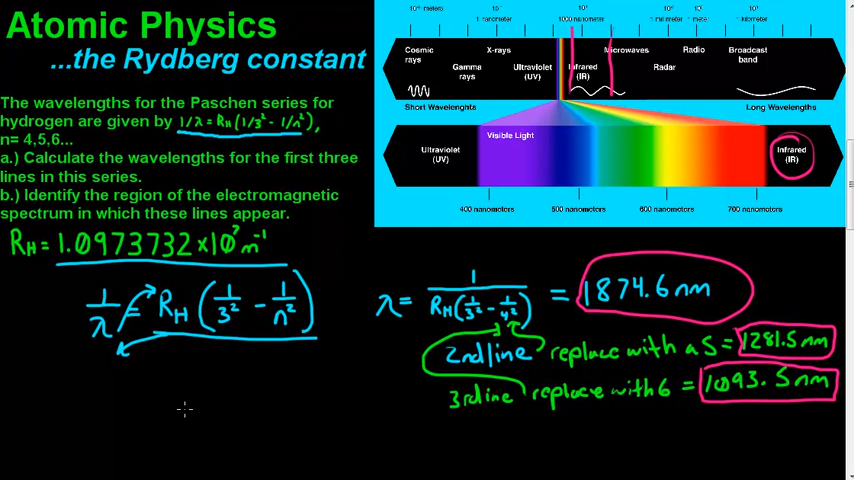 Atomic Physics
...the Rydberg constant
The wavelengths for the Paschen series for
hydrogen are given by 1/λ = RH(1/3² - 1/n²),
n= 4,5,6...
a.) Calculate the wavelengths for the first three
lines in this series.
b.) Identify the region of the electromagnetic
spectrum in which these lines appear.
RH = 1.0973732 × 10⁷ m⁻¹
1/λ = RH (1/3² - 1/n²)
1 nanometer
1000 nanometer
1 kilometer
Cosmic rays
X-rays
Microwaves
Radio
Broadcast band
Gamma rays
Ultraviolet (UV)
Infrared (IR)
Radar
Short Wavelenghts
Long Wavelengths
Visible Light
Ultraviolet (UV)
Infrared (IR)
400 nanometers
500 nanometers
600 nanometers
700 nanometers
λ = 1/RH(1/3² - 1/4²) = 1874.6 nm
2nd line replace with a 5 = 1281.5 nm
3rd line replace with 6 = 1093.5 nm